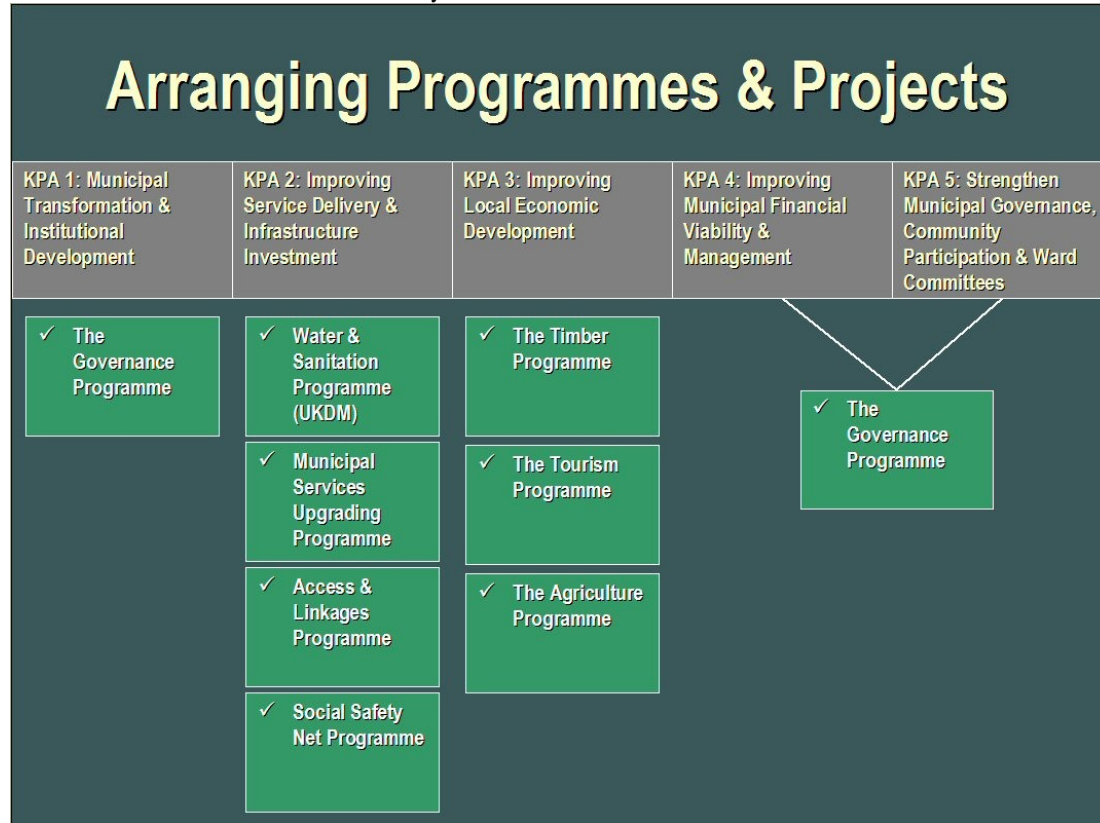 Arranging Programmes & Projects
KPA 1: Municipal
Transformation &
Institutional
Development
KPA 2: Improving
Service Delivery &
Infrastructure
Investment
KPA 3: Improving
Local Economic
Development
KPA 4: Improving
Municipal Financial
Viability &
Management
KPA 5: Strengthen
Municipal Governance,
Community
Participation & Ward
Committees
✓ The
Governance
Programme
✓ Water &
Sanitation
Programme
(UKDM)
✓ Municipal
Services
Upgrading
Programme
✓ Access &
Linkages
Programme
✓ Social Safety
Net Programme
✓ The Timber
Programme
✓ The Tourism
Programme
✓ The Agriculture
Programme
✓ The
Governance
Programme